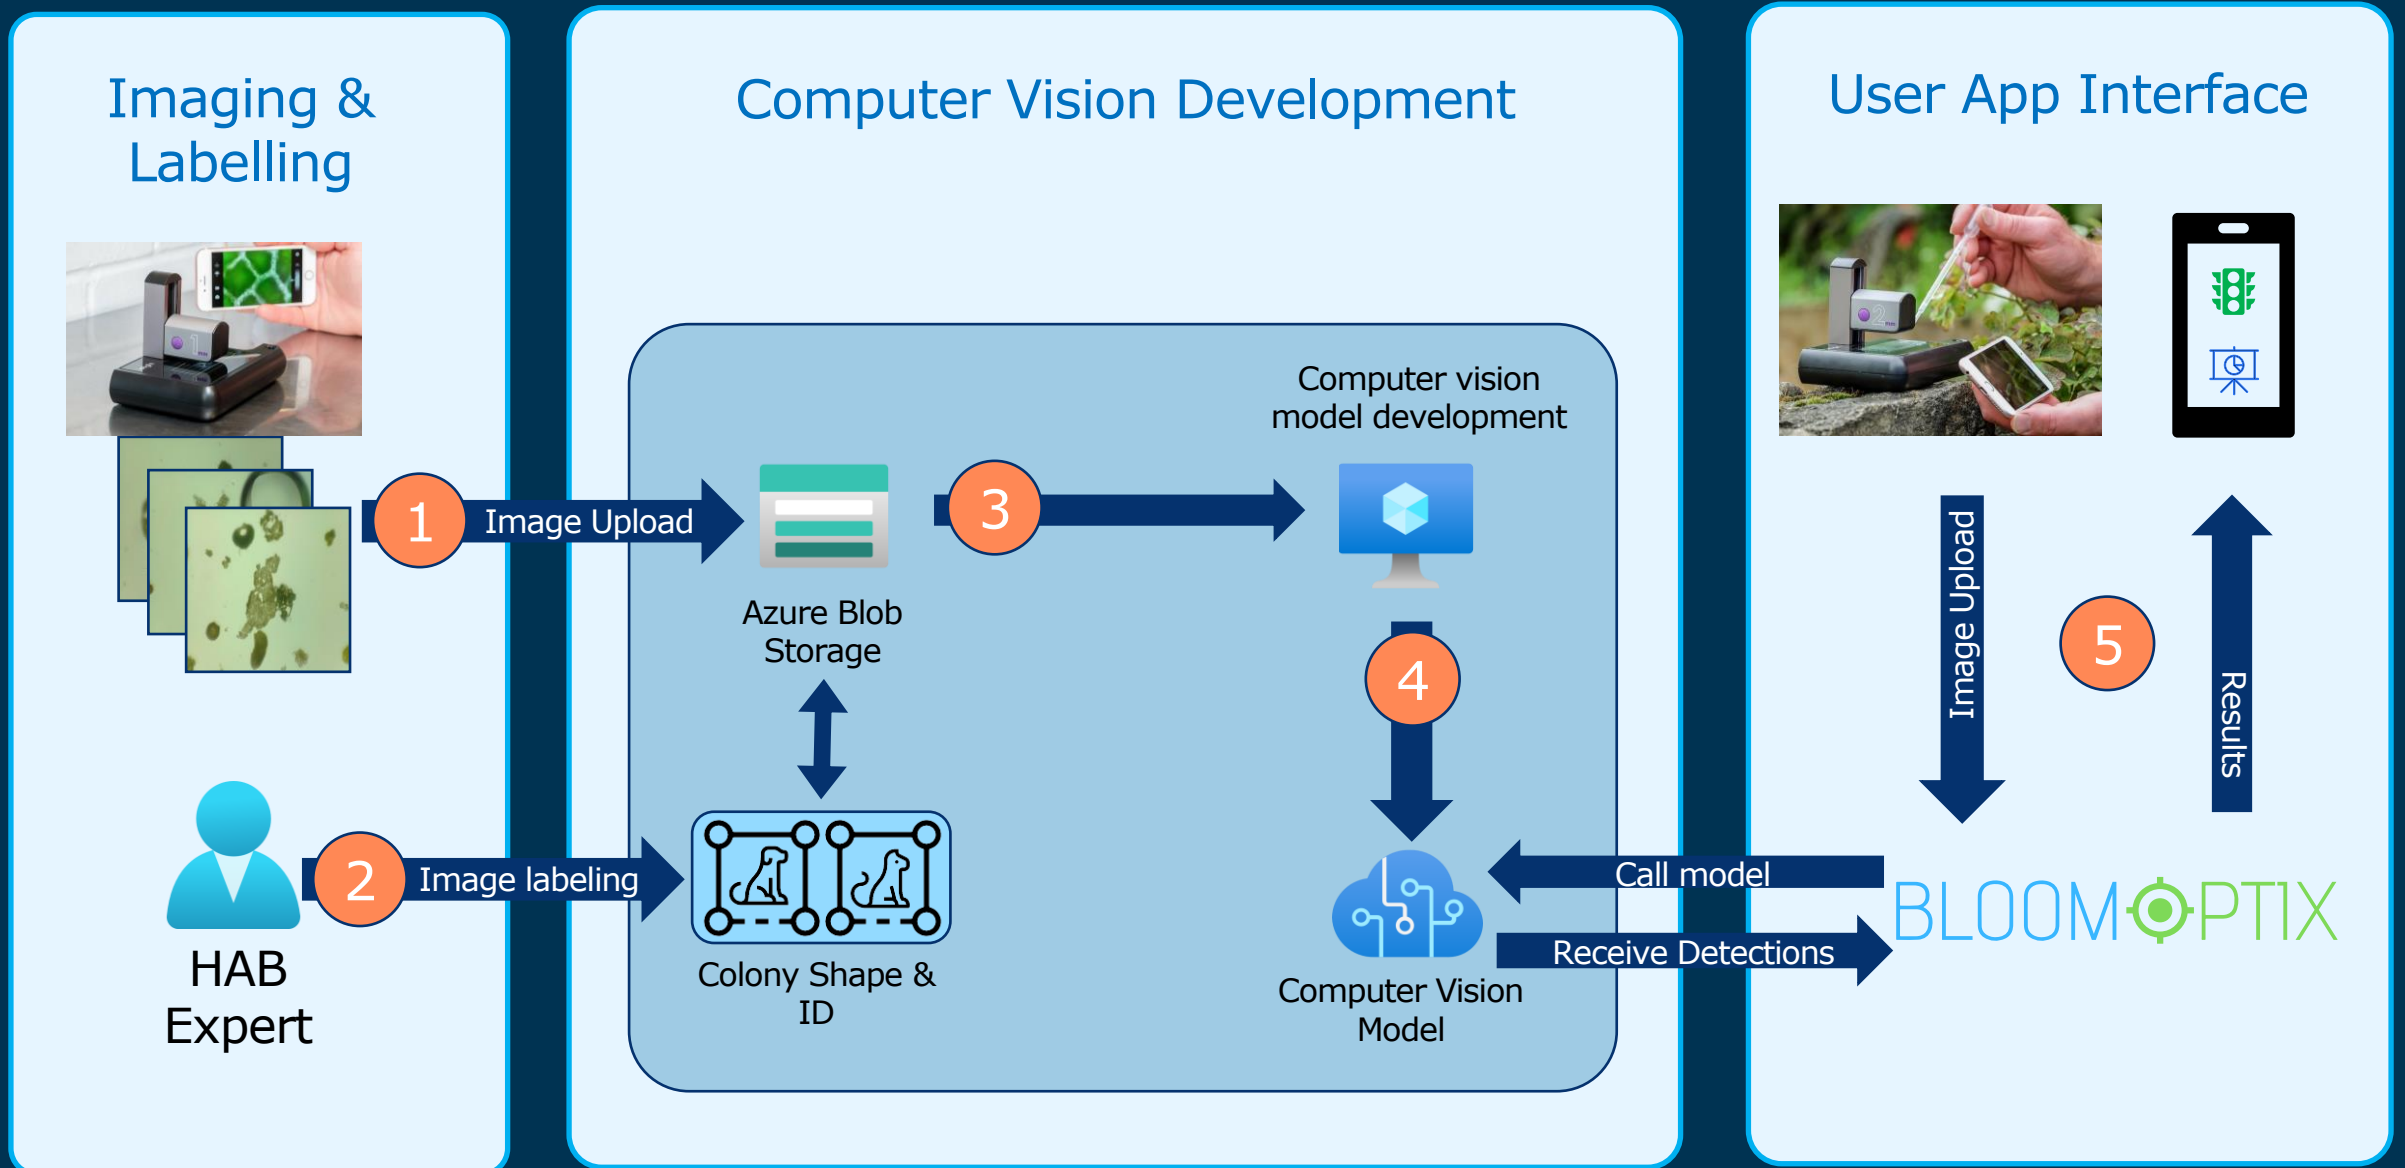 Imaging &
Labelling
1
Image Upload
2
Image labeling
HAB
Expert
Computer Vision Development
Computer vision
model development
3
Azure Blob
Storage
4
Colony Shape &
ID
Computer Vision
Model
Call model
Receive Detections
User App Interface
2
Image Upload
5
Results
BLOOMOPTIX
1